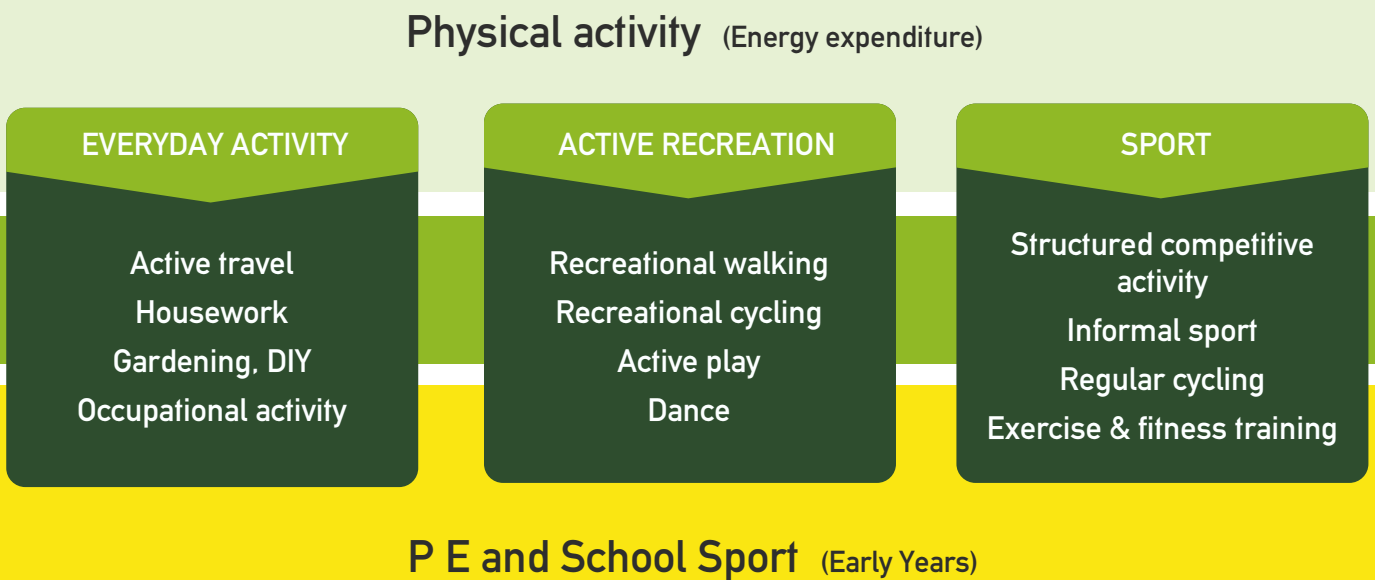 Physical activity (Energy expenditure)
EVERYDAY ACTIVITY
Active travel
Housework
Gardening, DIY
Occupational activity
ACTIVE RECREATION
Recreational walking
Recreational cycling
Active play
Dance
SPORT
Structured competitive
activity
Informal sport
Regular cycling
Exercise & fitness training
P E and School Sport (Early Years)